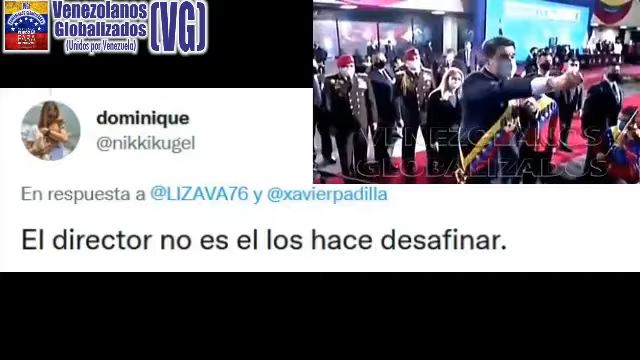 Venezolanos
Globalizados
(Unidos por Venezuela)
(VG)
VENEZOLANOS
GLOBALIZADOS
dominique
@nikkikugel
En respuesta a @LIZAVA76 y @xavierpadilla
El director no es el los hace desafinar.